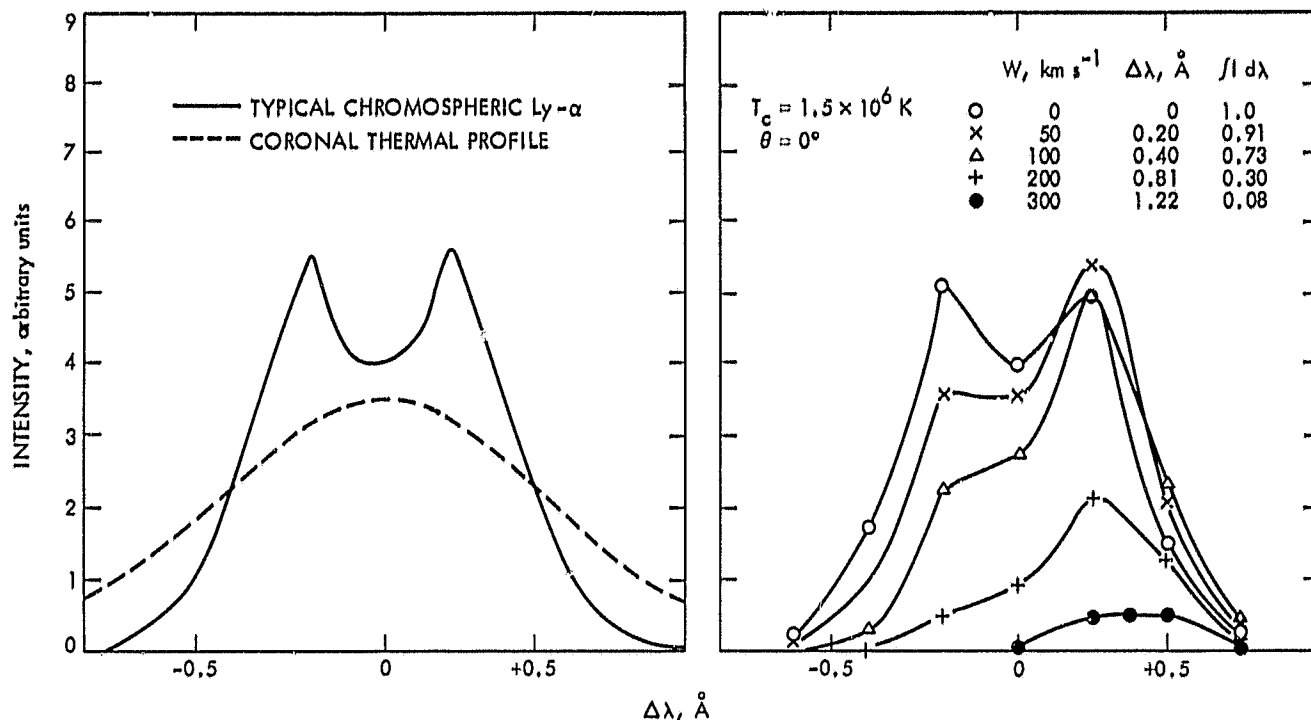 9
8
7
6
5
4
3
2
1
0
INTENSITY, arbitrary units
TYPICAL CHROMOSPHERIC Ly-α
CORONAL THERMAL PROFILE
-0.5 0 +0.5
T_c = 1.5 × 10⁶ K
θ = 0°
W, km s⁻¹ Δλ, Å ∫I dλ
0 0 1.0
50 0.20 0.91
100 0.40 0.73
200 0.81 0.30
300 1.22 0.08
-0.5 0 +0.5
Δλ, Å